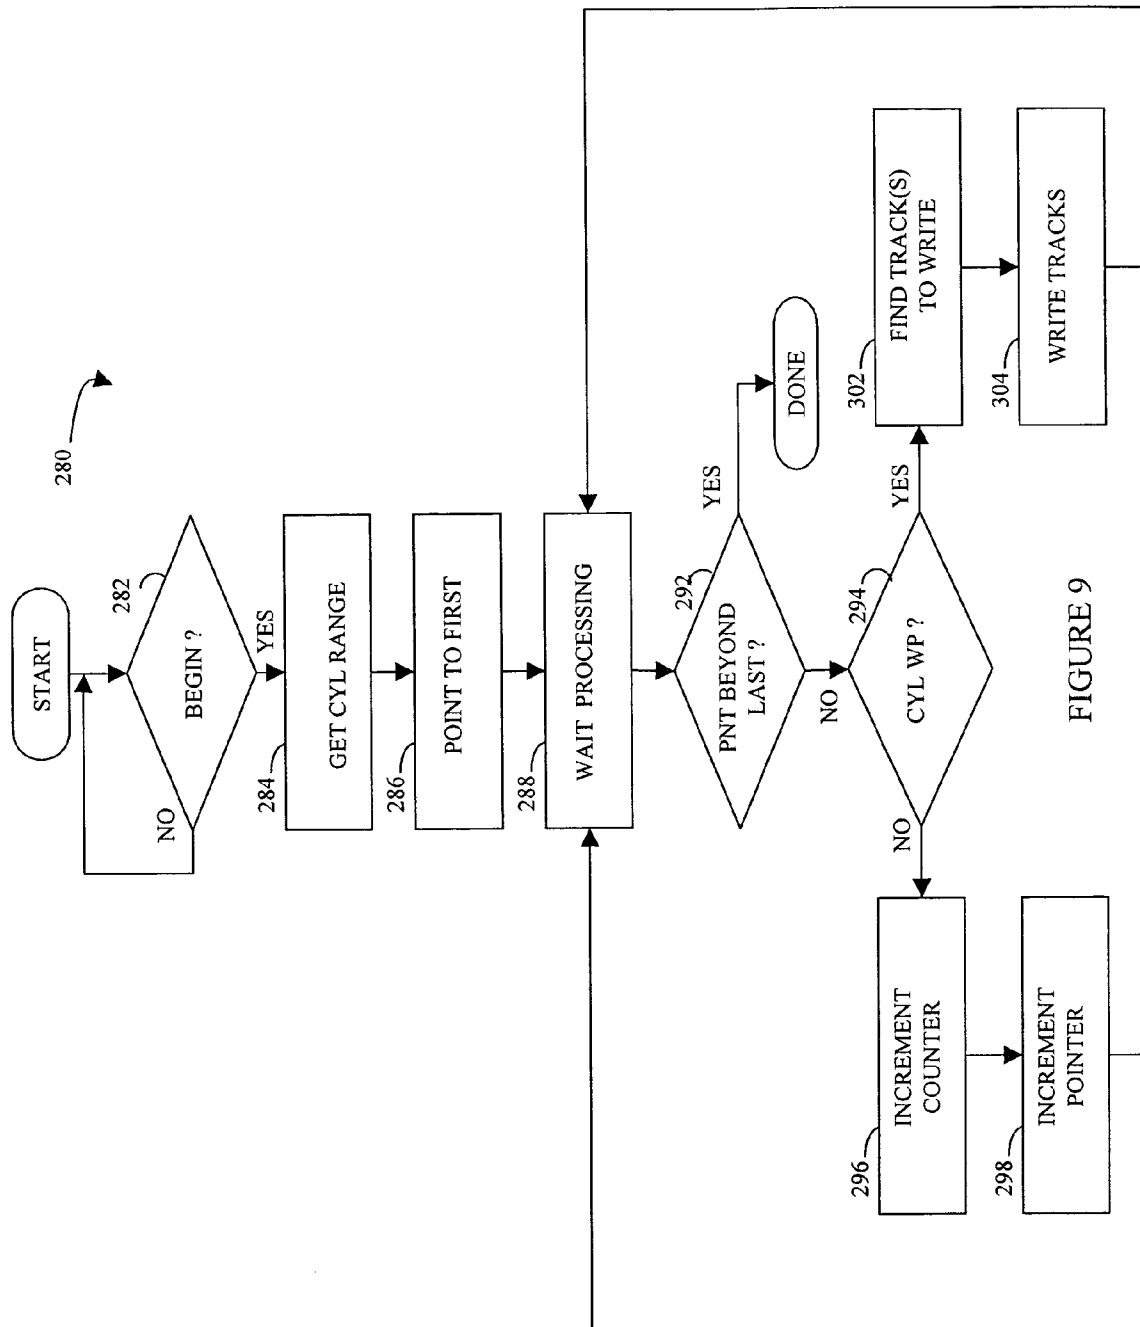 280
START
282
BEGIN ?
NO
YES
284
GET CYL RANGE
286
POINT TO FIRST
288
WAIT PROCESSING
292
PNT BEYOND
LAST ?
YES
DONE
NO
294
CYL WP ?
NO
YES
296
INCREMENT
COUNTER
298
INCREMENT
POINTER
302
FIND TRACK(S)
TO WRITE
304
WRITE TRACKS
FIGURE 9